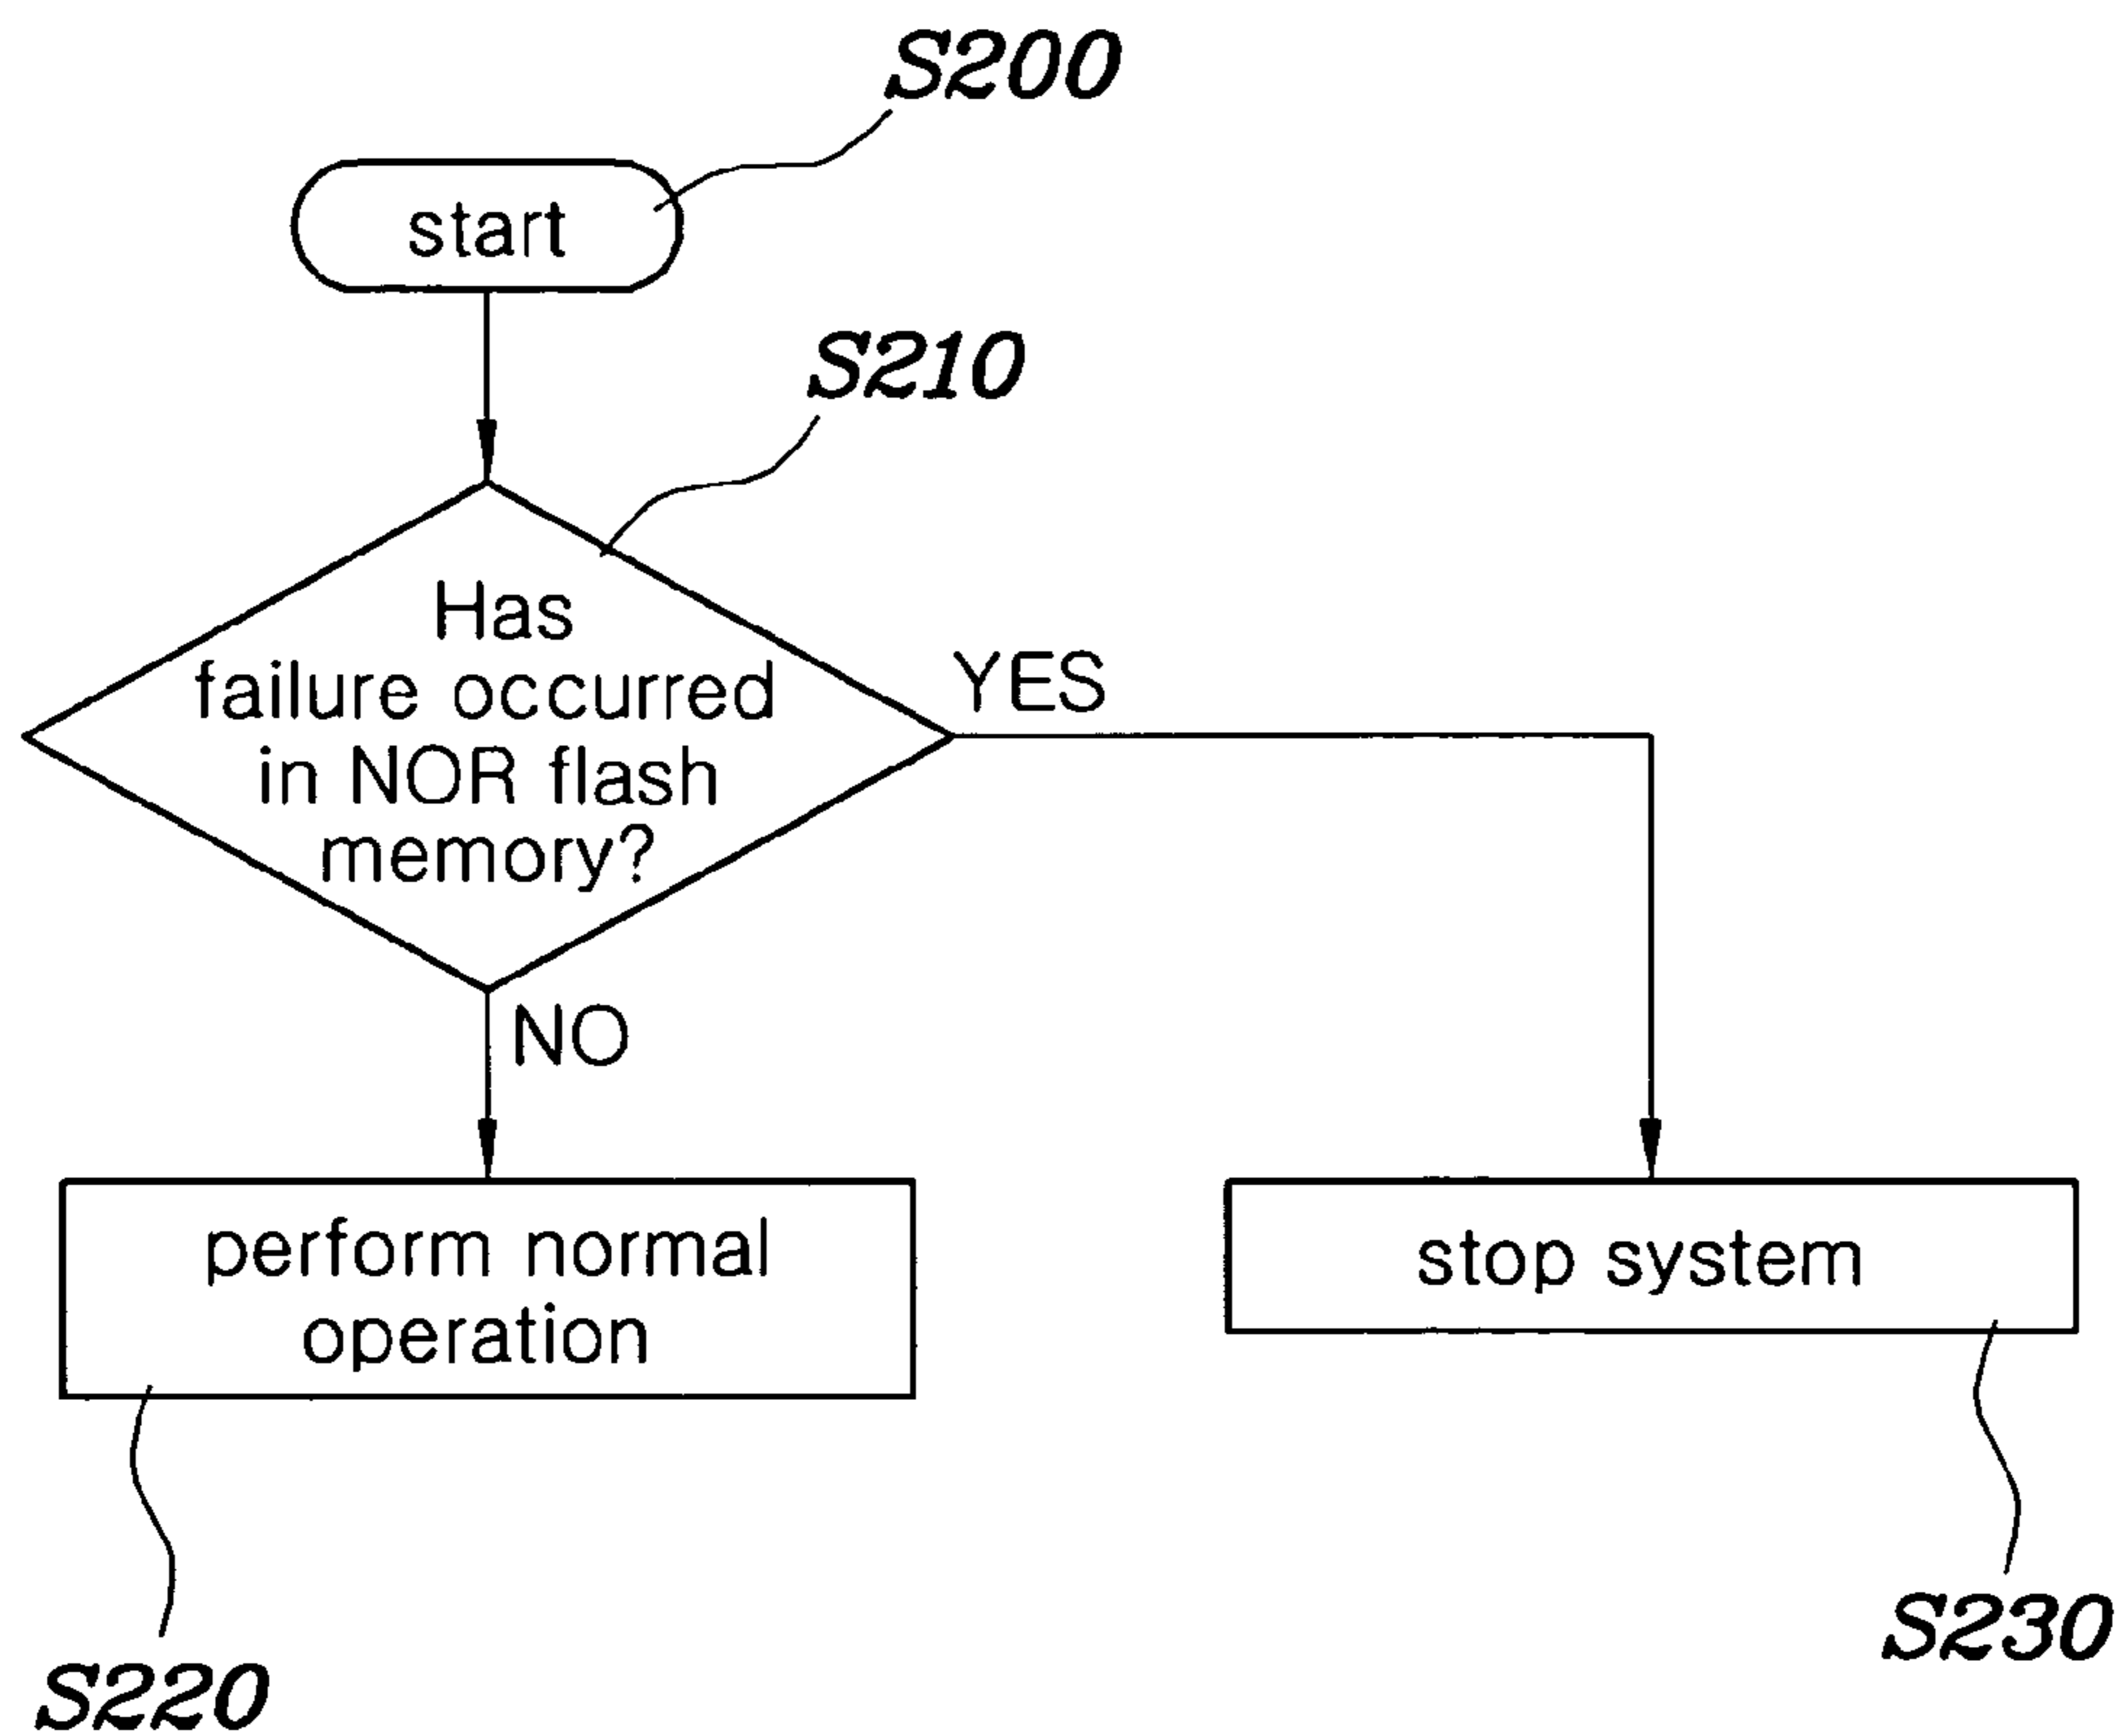 S200
start
S210
Has
failure occurred
in NOR flash
memory?
YES
NO
perform normal
operation
stop system
S220
S230